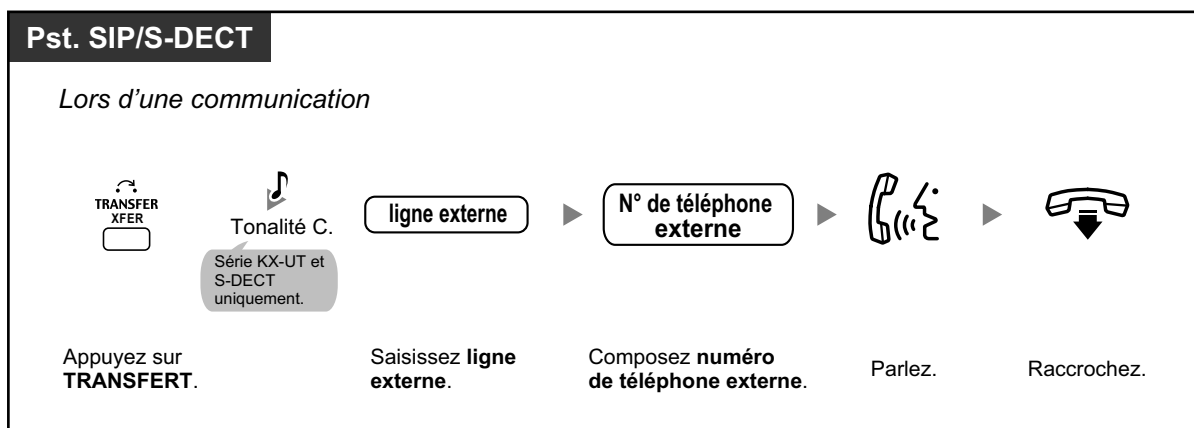 Pst. SIP/S-DECT
Lors d’une communication
TRANSFER
XFER
Tonalité C.
Série KX-UT et
S-DECT
uniquement.
ligne externe
N° de téléphone
externe
Appuyez sur
TRANSFERT.
Saisissez ligne
externe.
Composez numéro
de téléphone externe.
Parlez.
Raccrochez.